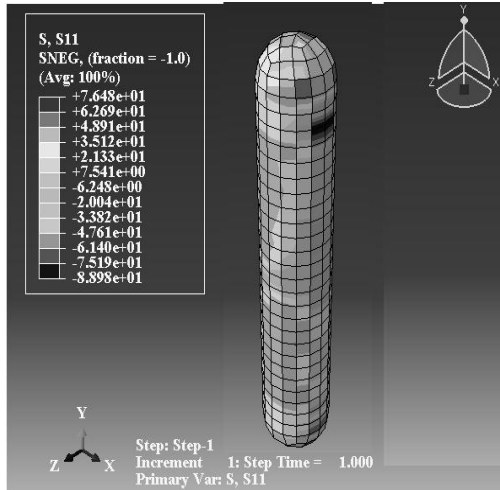 S, S11
SNEG, (fraction = -1.0)
(Avg: 100%)
+7.648e+01
+6.269e+01
+4.891e+01
+3.512e+01
+2.133e+01
+7.541e+00
-6.248e+00
-2.004e+01
-3.382e+01
-4.761e+01
-6.140e+01
-7.519e+01
-8.898e+01
Y
Z X
Y
Z X
Step: Step-1
Increment 1: Step Time = 1.000
Primary Var: S, S11